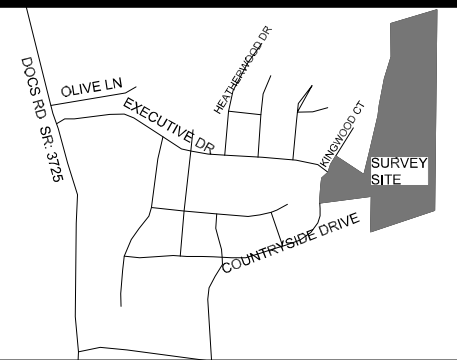 HEATHERWOOD DR
DOCS RD SR: 3725
OLIVE LN
EXECUTIVE DR
KINGWOOD CT
SURVEY
SITE
COUNTRYSIDE DRIVE